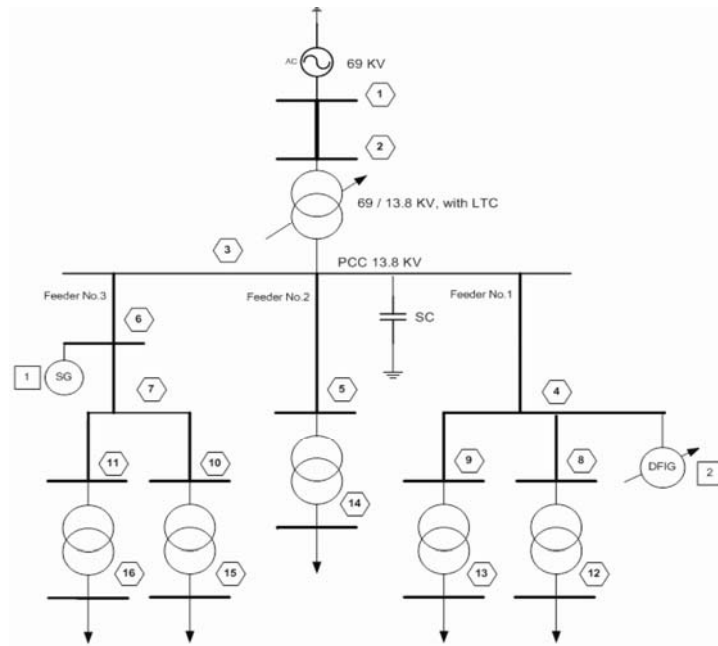 AC
69 KV
1
2
69 / 13.8 KV, with LTC
3
PCC 13.8 KV
Feeder No.3
Feeder No.2
Feeder No.1
6
SC
1
SG
7
5
4
11
10
9
8
DFIG
2
14
16
15
13
12